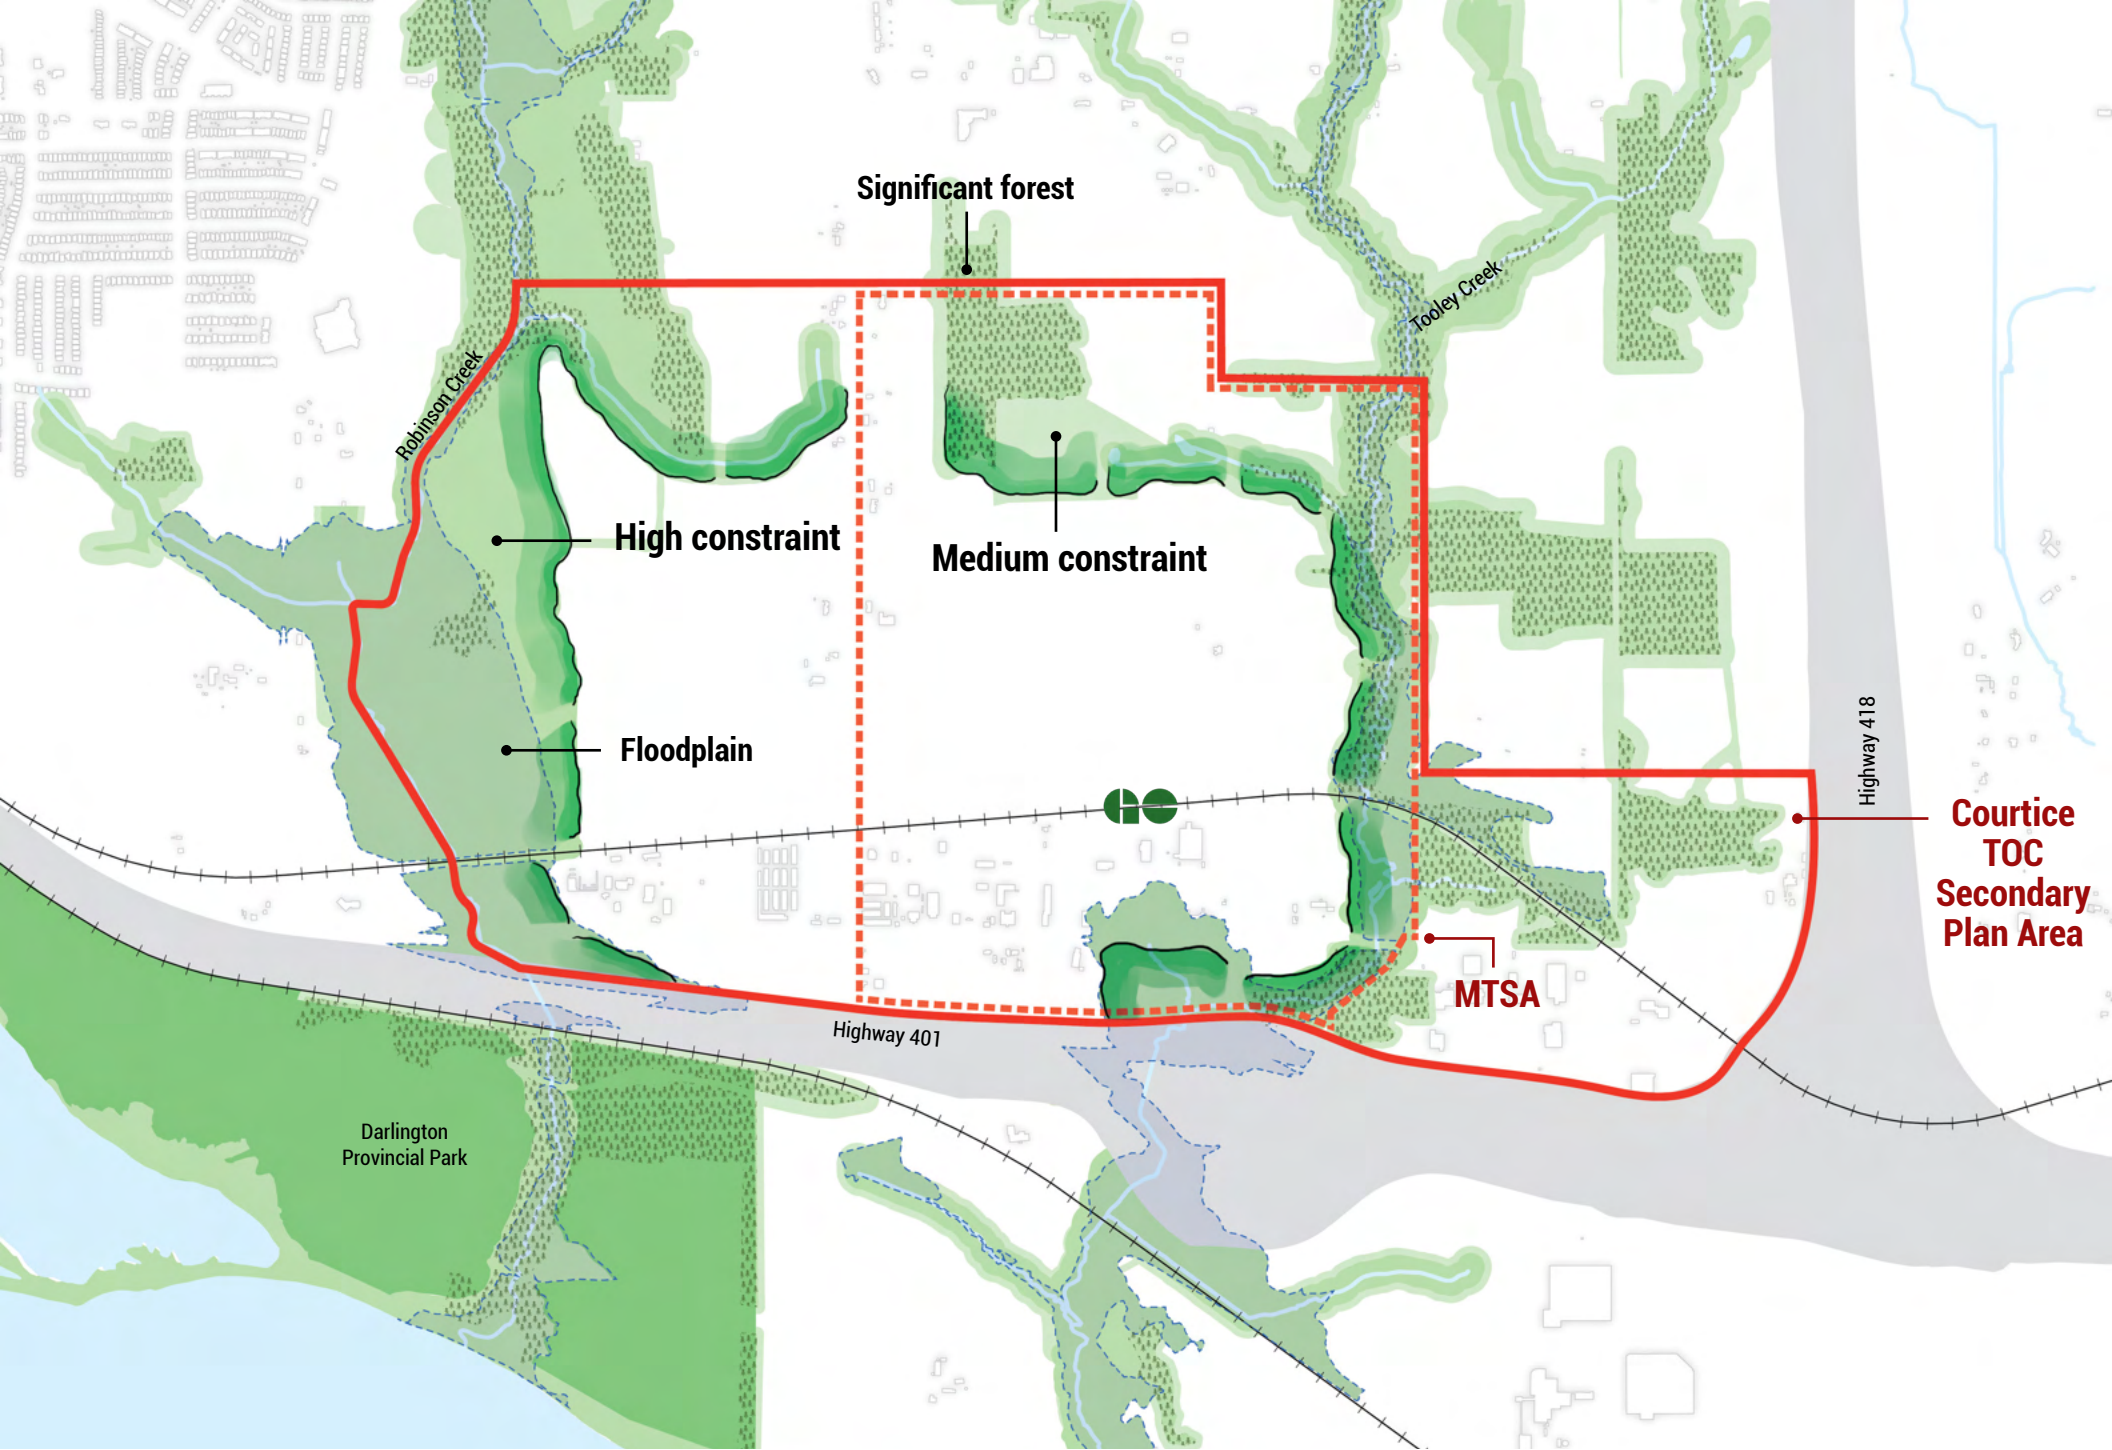 Significant forest
Tooley Creek
Robinson Creek
High constraint
Medium constraint
Floodplain
Highway 418
Courtice
TOC
Secondary
Plan Area
MTSA
Highway 401
Darlington
Provincial Park
GO